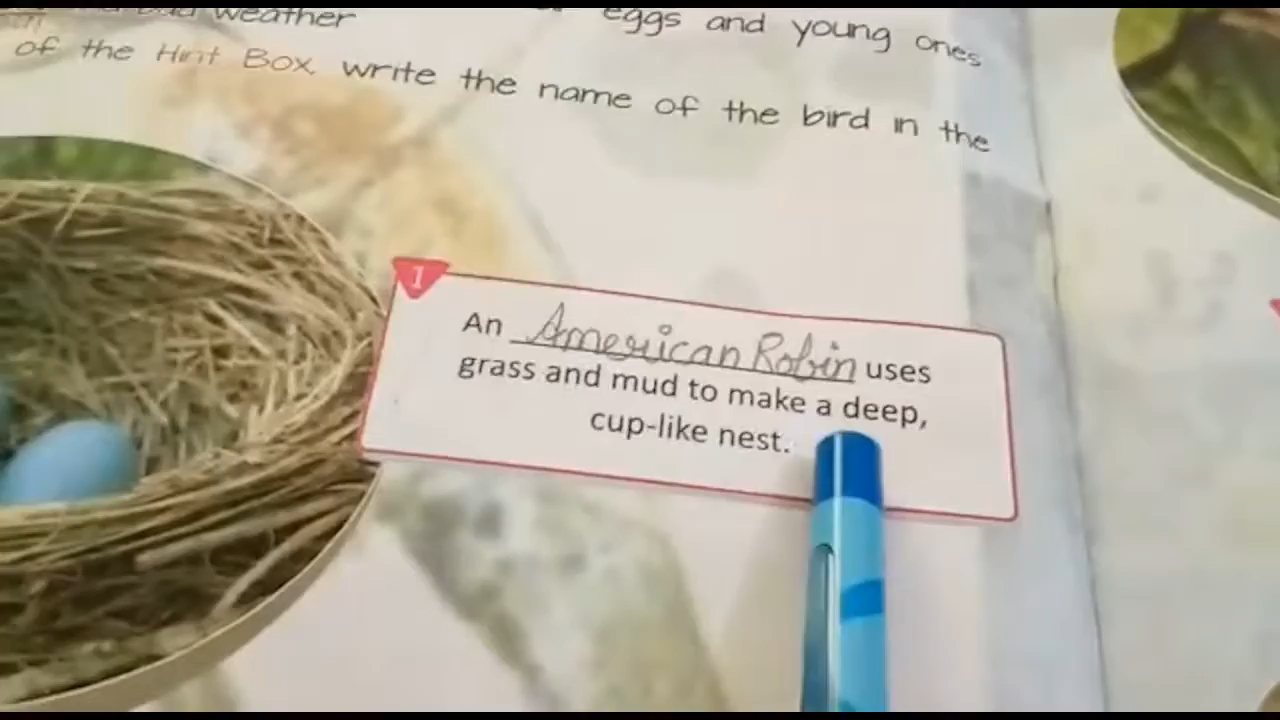 weather
eggs and young ones
of the Hint Box, write the name of the bird in the
1
An American Robin uses
grass and mud to make a deep,
cup-like nest.